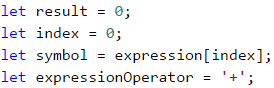 let result = 0;
let index = 0;
let symbol = expression[index];
let expressionOperator = '+';